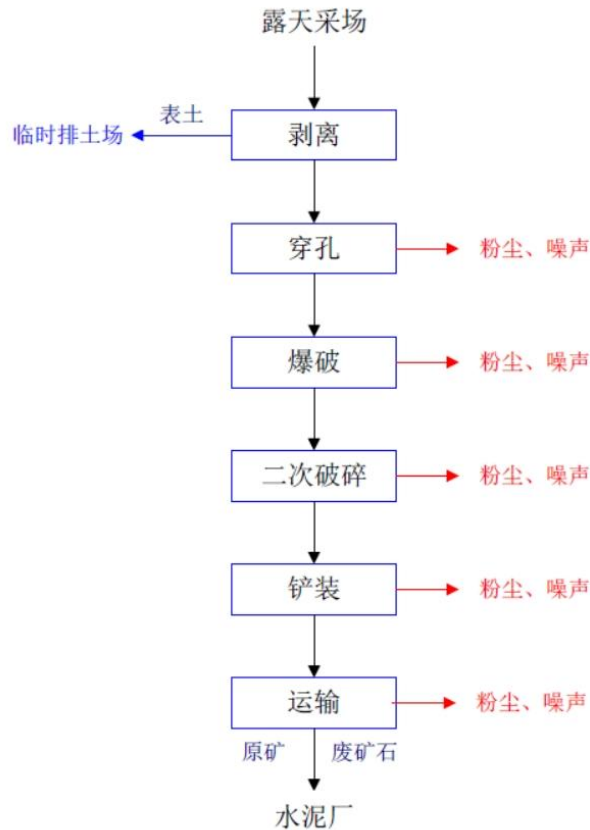 露天采场
表土
临时排土场
剥离
穿孔
粉尘、噪声
爆破
粉尘、噪声
二次破碎
粉尘、噪声
铲装
粉尘、噪声
运输
粉尘、噪声
原矿
废矿石
水泥厂